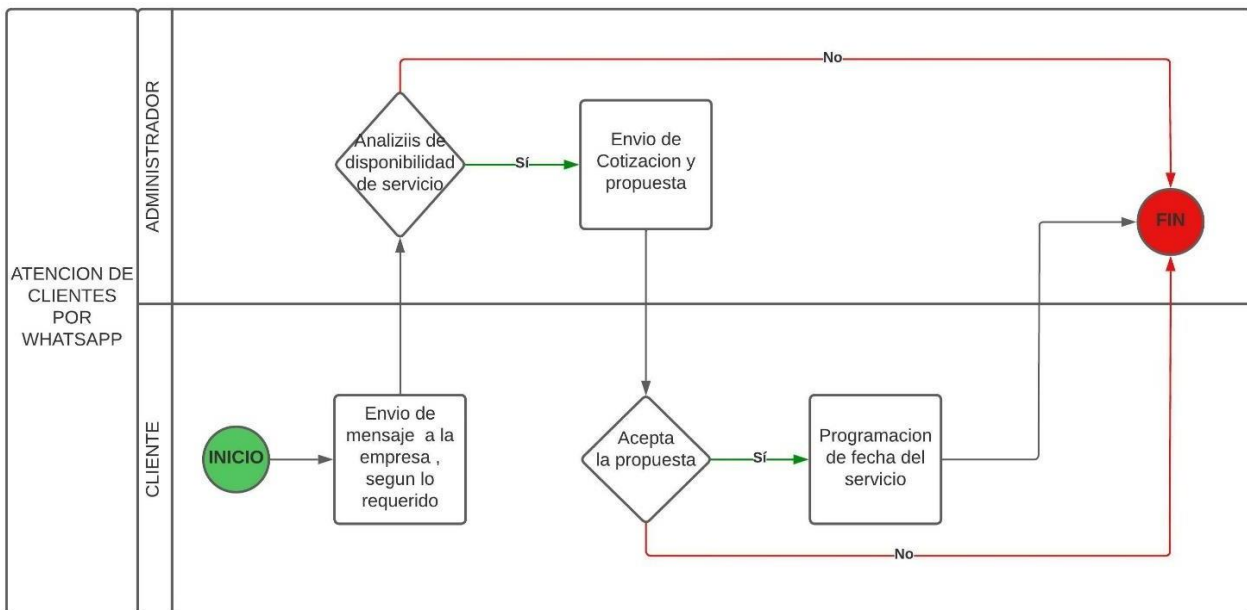 ATENCION DE
CLIENTES
POR
WHATSAPP
ADMINISTRADOR
No
Analiziis de
disponibilidad
de servicio
Sí
Envio de
Cotizacion y
propuesta
FIN
CLIENTE
INICIO
Envio de
mensaje a la
empresa ,
segun lo
requerido
Acepta
la propuesta
Sí
Programacion
de fecha del
servicio
No